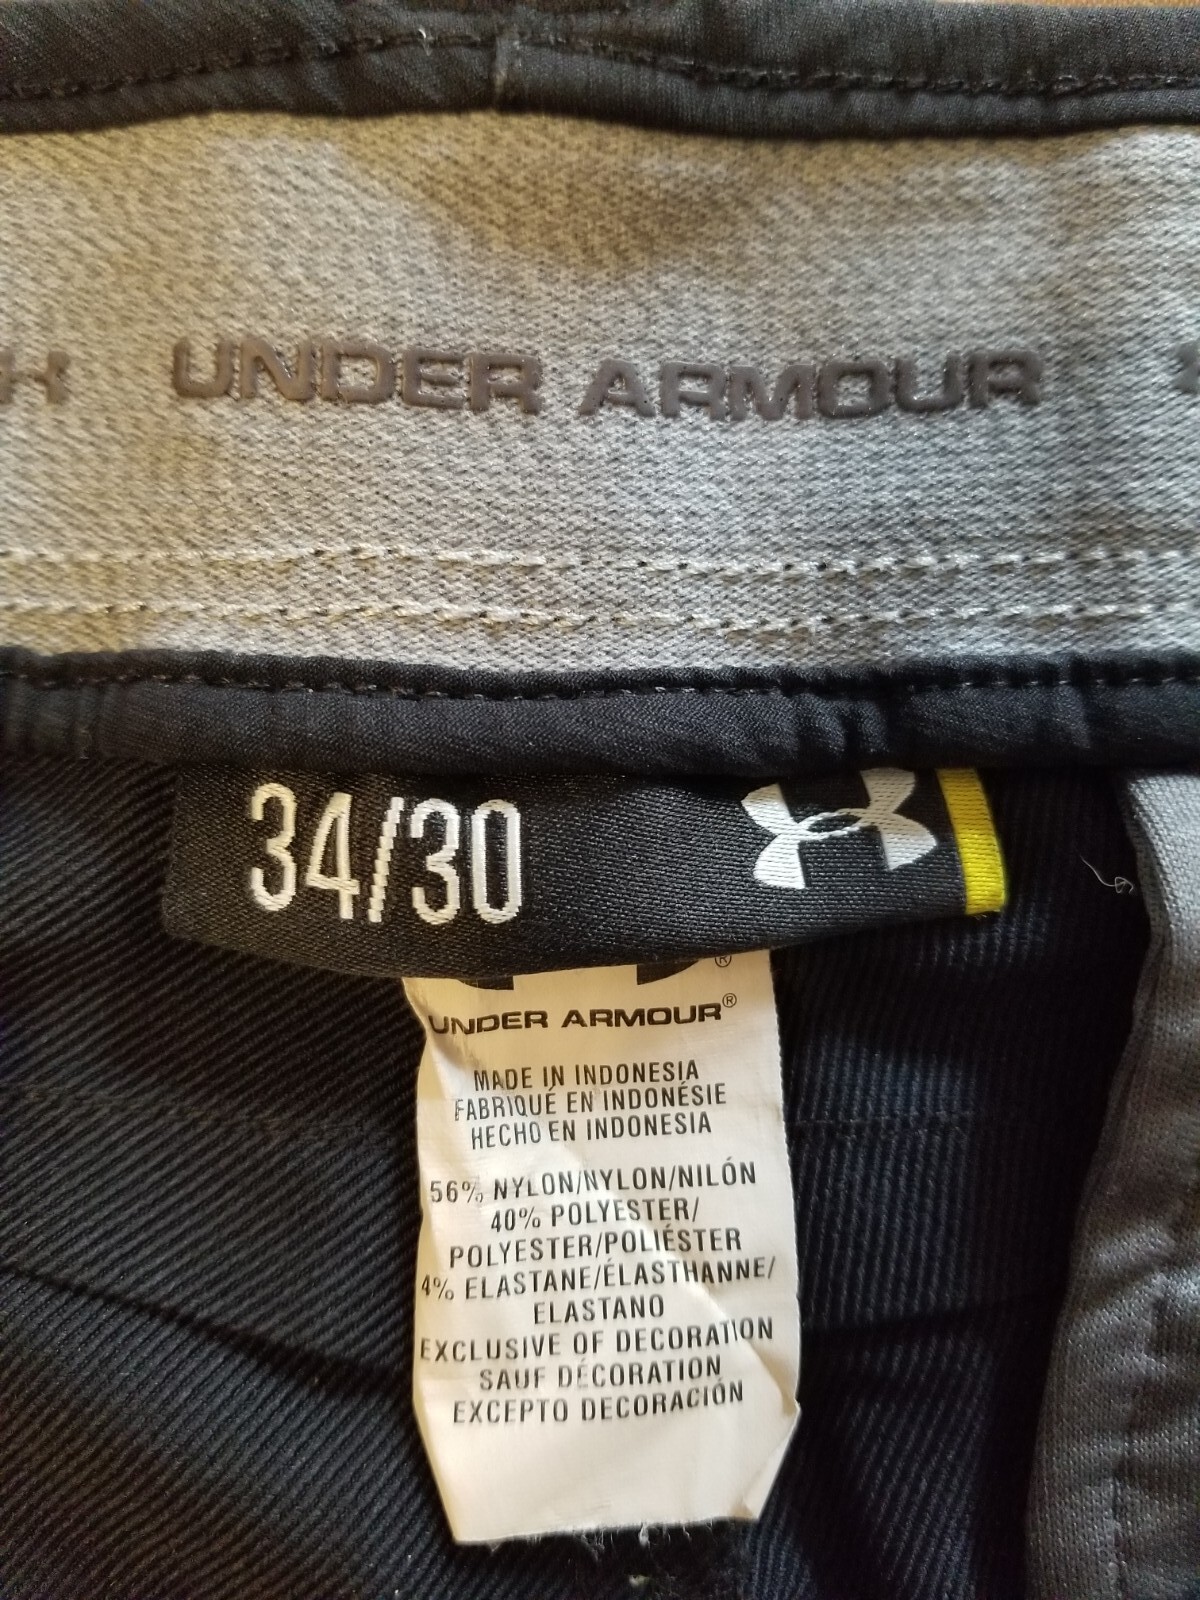 UNDER ARMOUR
34/30
®
UNDER ARMOUR®
MADE IN INDONESIA
FABRIQUÉ EN INDONÉSIE
HECHO EN INDONESIA
56% NYLON/NYLON/NILÓN
40% POLYESTER/
POLYESTER/POLIÉSTER
4% ELASTANE/ÉLASTHANNE/
ELASTANO
EXCLUSIVE OF DECORATION
SAUF DÉCORATION
EXCEPTO DECORACIÓN